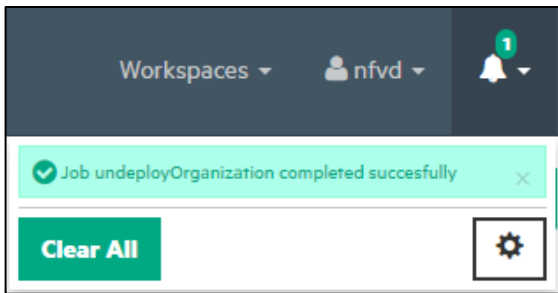 Workspaces nfvd 1
Job undeployOrganization completed succesfully ×
Clear All